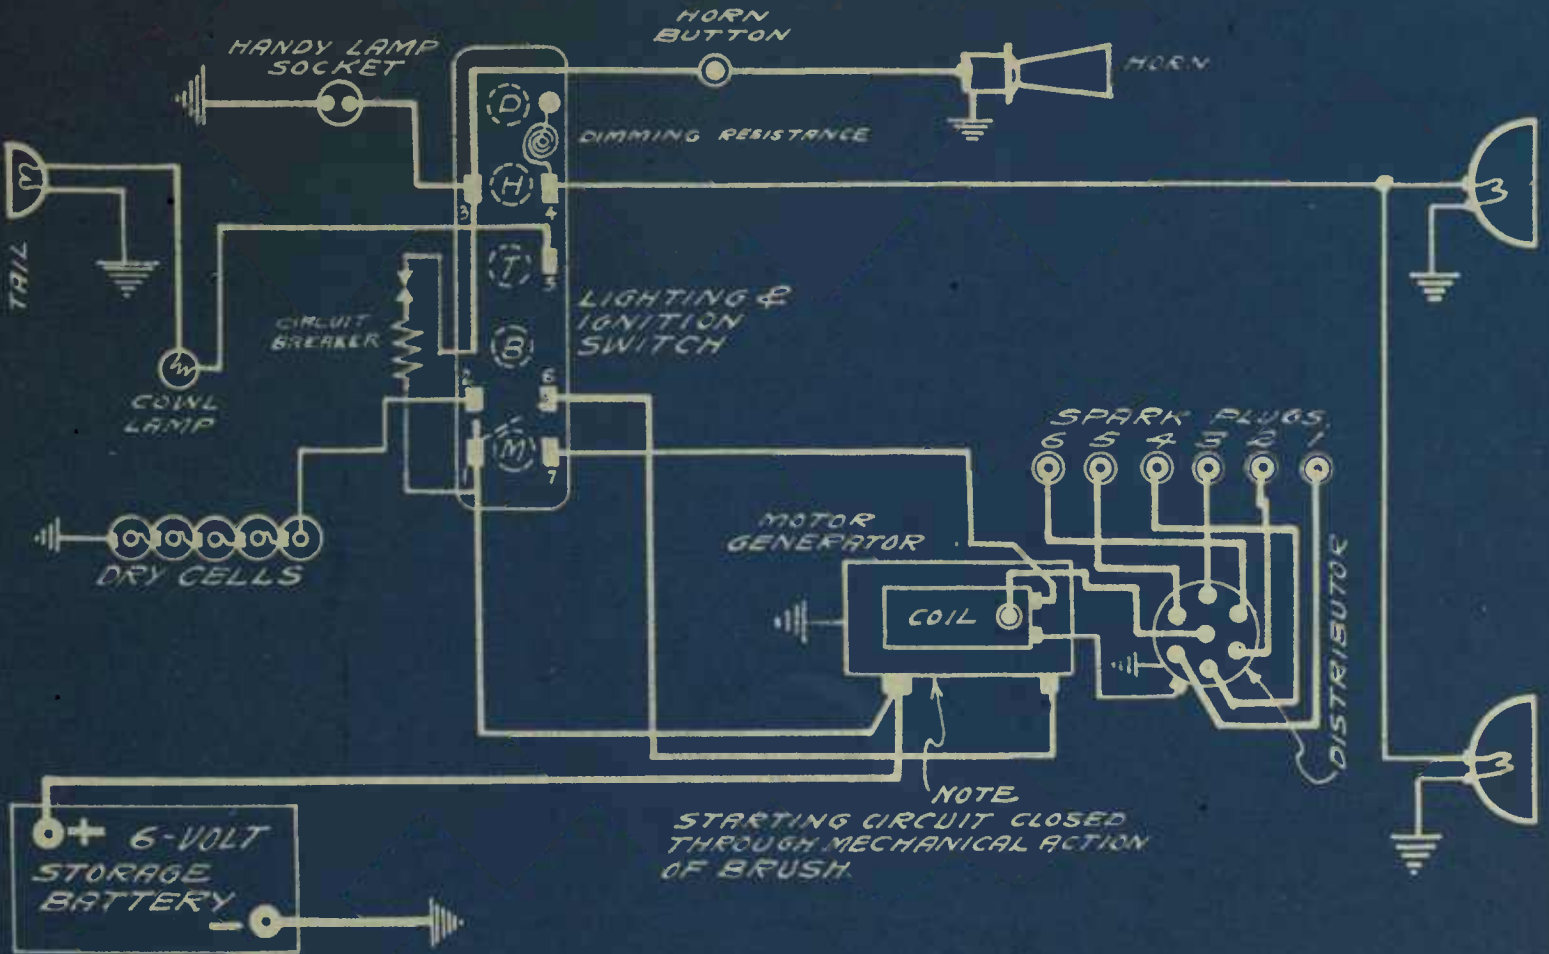 HORN
BUTTON
HANDY LAMP
SOCKET
HORN
D
DIMMING RESISTANCE
H
3
4
TAIL
T
5
LIGHTING &
IGNITION
SWITCH
CIRCUIT
BREAKER
B
2
6
COWL
LAMP
M
1
7
SPARK PLUGS
6 5 4 3 2 1
MOTOR
GENERATOR
DRY CELLS
COIL
DISTRIBUTOR
NOTE
STARTING CIRCUIT CLOSED
THROUGH MECHANICAL ACTION
OF BRUSH.
+ 6-VOLT
STORAGE
BATTERY
-